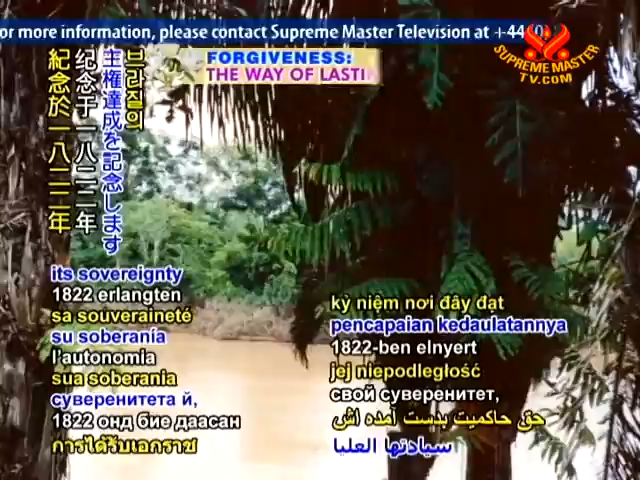 or more information, please contact Supreme Master Television at +44
SUPREME MASTER
TV.COM
FORGIVENESS:
THE WAY OF LASTIN
브라질의
主権達成を記念します
纪念于一八二二年
紀念於一八二二年
its sovereignty
1822 erlangten
sa souveraineté
su soberanía
l'autonomia
sua soberania
суверенитета й,
1822 онд бие даасан
การได้รับเอกราช
kỷ niệm nơi đây đạt
pencapaian kedaulatannya
1822-ben elnyert
jej niepodległość
свой суверенитет,
حق حاکمیت بدست آمده اش
سيادتها العليا